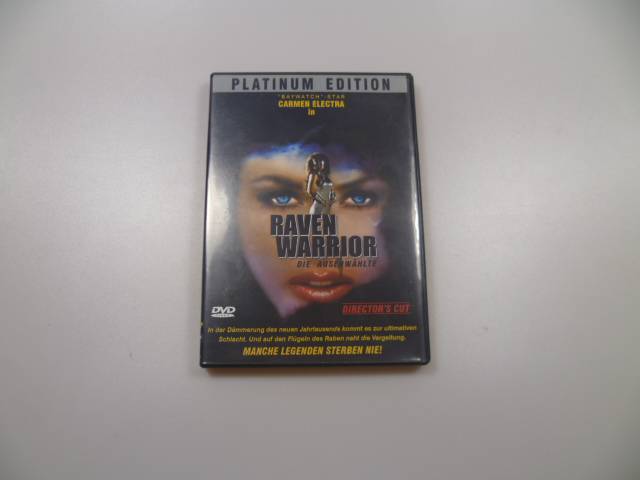 PLATINUM EDITION
"BAYWATCH"-STAR
CARMEN ELECTRA
in
RAVEN
WARRIOR
DIE AUSERWÄHLTE
DIRECTOR'S CUT
DVD
VIDEO
In der Dämmerung des neuen Jahrtausends kommt es zur ultimativen
Schlacht. Und auf den Flügeln des Raben naht die Vergeltung.
MANCHE LEGENDEN STERBEN NIE!